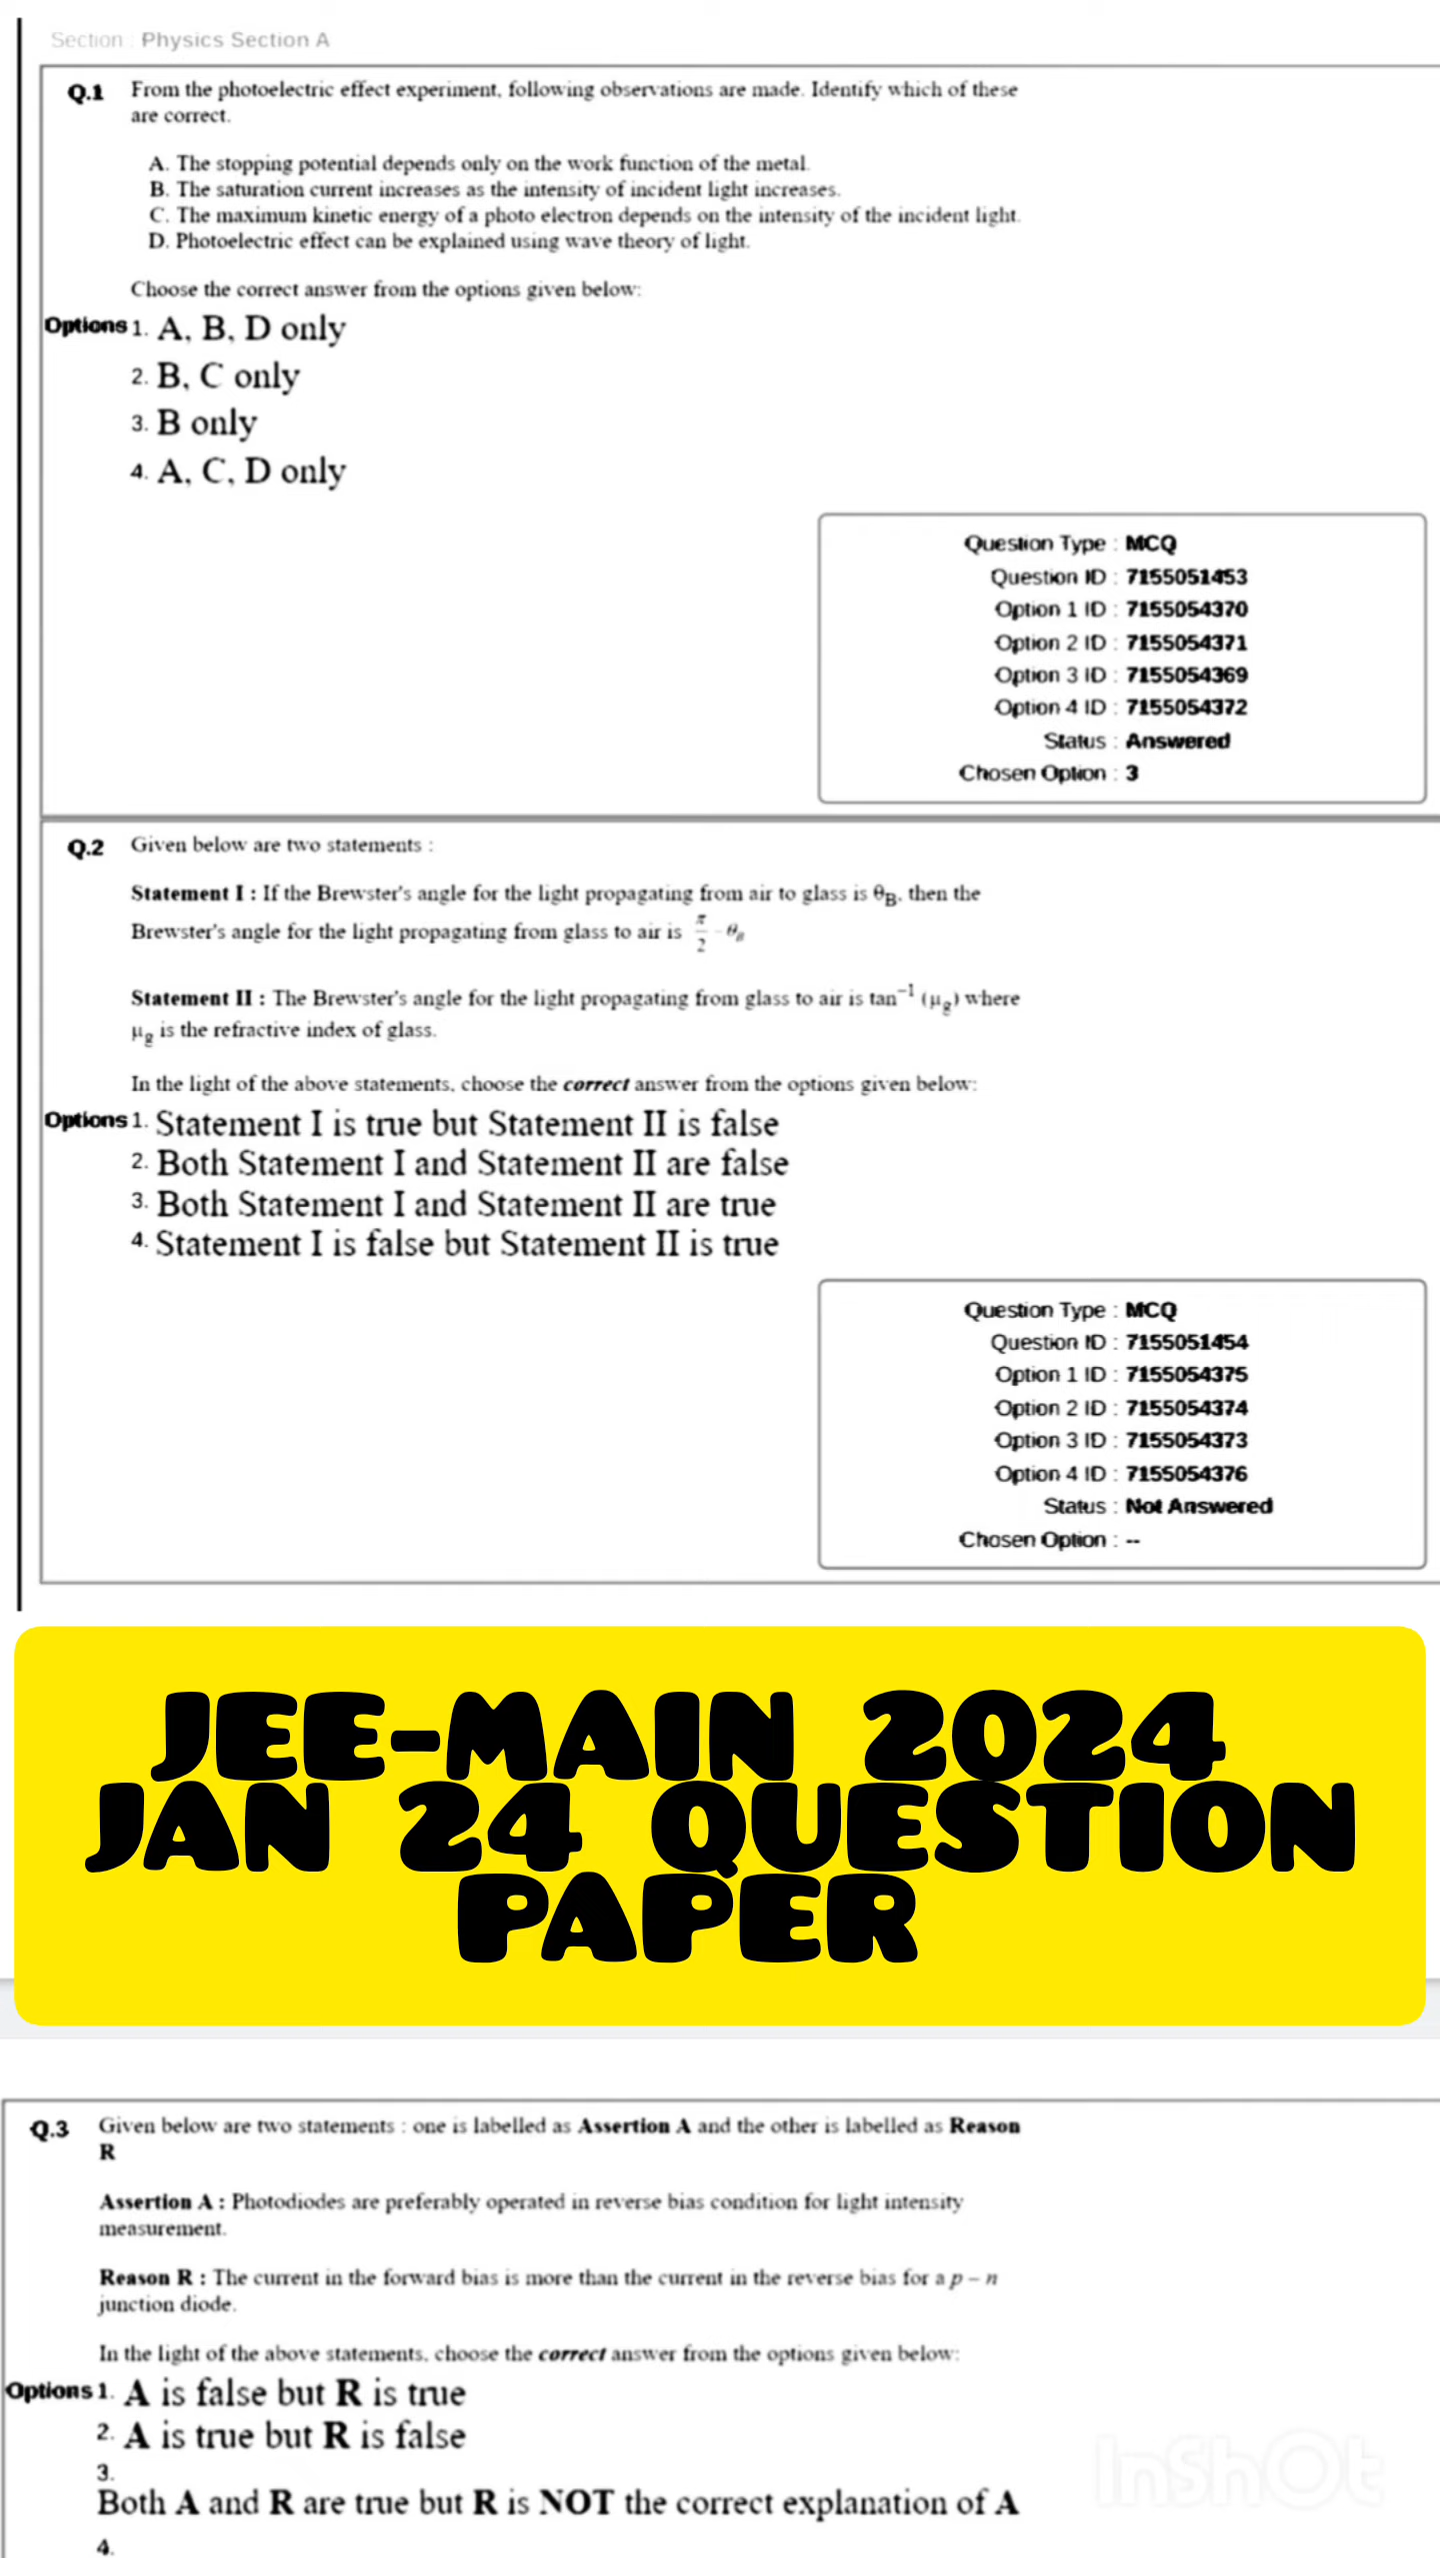 Section : Physics Section A
Q.1 From the photoelectric effect experiment, following observations are made. Identify which of these
are correct.
A. The stopping potential depends only on the work function of the metal.
B. The saturation current increases as the intensity of incident light increases.
C. The maximum kinetic energy of a photo electron depends on the intensity of the incident light.
D. Photoelectric effect can be explained using wave theory of light.
Choose the correct answer from the options given below:
Options 1. A, B, D only
2. B, C only
3. B only
4. A, C, D only
Question Type : MCQ
Question ID : 7155051453
Option 1 ID : 7155054370
Option 2 ID : 7155054371
Option 3 ID : 7155054369
Option 4 ID : 7155054372
Status : Answered
Chosen Option : 3
Q.2 Given below are two statements :
Statement I : If the Brewster's angle for the light propagating from air to glass is θB, then the
Brewster's angle for the light propagating from glass to air is π/2 - θB
Statement II : The Brewster's angle for the light propagating from glass to air is tan⁻¹ (μg) where
μg is the refractive index of glass.
In the light of the above statements, choose the correct answer from the options given below:
Options 1. Statement I is true but Statement II is false
2. Both Statement I and Statement II are false
3. Both Statement I and Statement II are true
4. Statement I is false but Statement II is true
Question Type : MCQ
Question ID : 7155051454
Option 1 ID : 7155054375
Option 2 ID : 7155054374
Option 3 ID : 7155054373
Option 4 ID : 7155054376
Status : Not Answered
Chosen Option : --
JEE-MAIN 2024
JAN 24 QUESTION
PAPER
Q.3 Given below are two statements : one is labelled as Assertion A and the other is labelled as Reason
R
Assertion A : Photodiodes are preferably operated in reverse bias condition for light intensity
measurement.
Reason R : The current in the forward bias is more than the current in the reverse bias for a p – n
junction diode.
In the light of the above statements, choose the correct answer from the options given below:
Options 1. A is false but R is true
2. A is true but R is false
3.
Both A and R are true but R is NOT the correct explanation of A
4.
InShOt